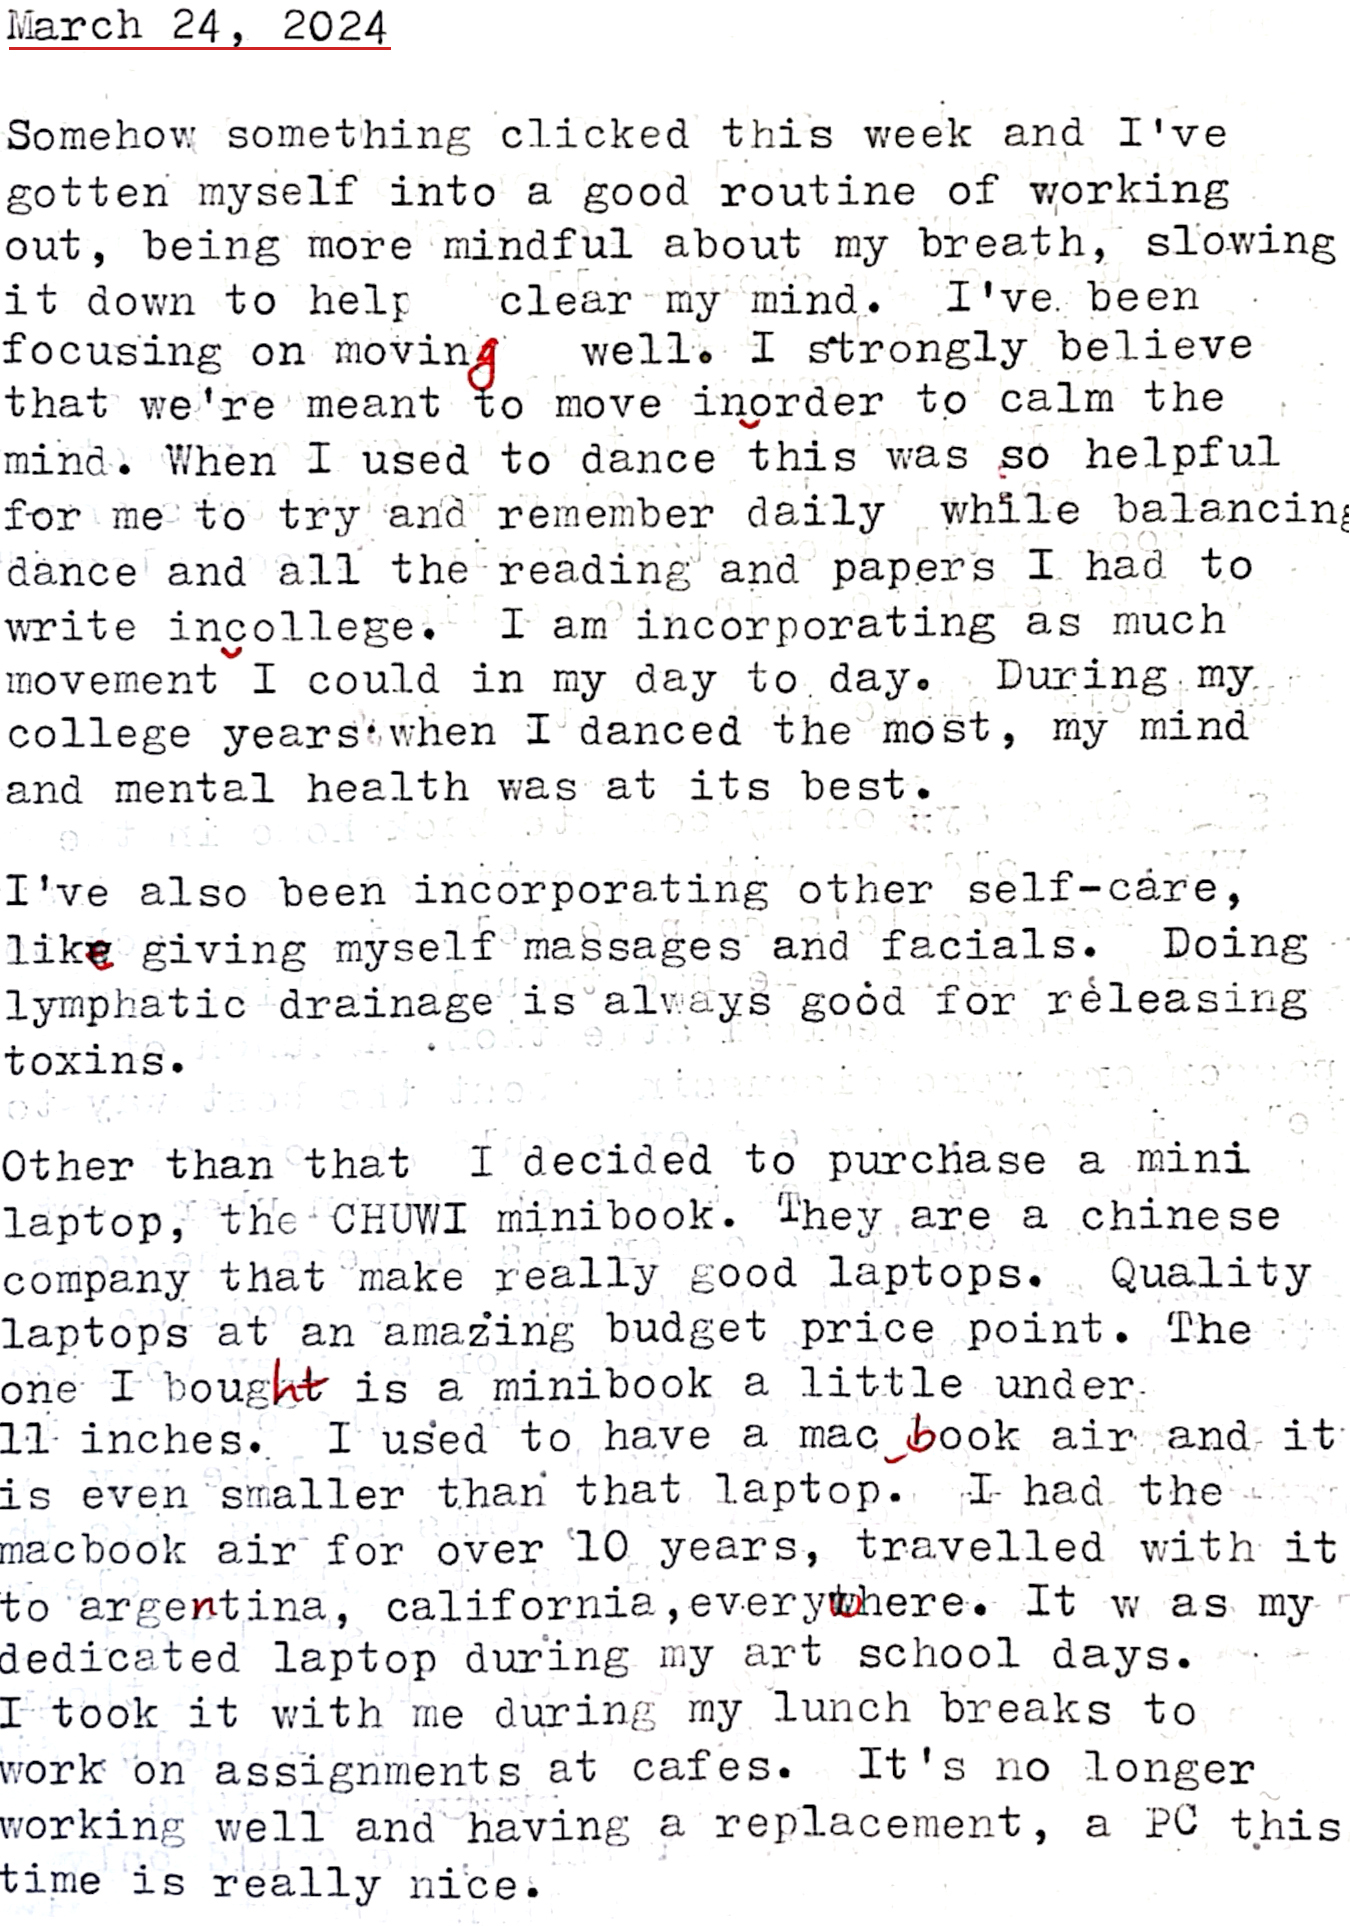 March 24, 2024
Somehow something clicked this week and I've
gotten myself into a good routine of working
out, being more mindful about my breath, slowing
it down to help clear my mind. I've been
focusing on moving well. I strongly believe
that we're meant to move inorder to calm the
mind. When I used to dance this was so helpful
for me to try and remember daily while balancing
dance and all the reading and papers I had to
write incollege. I am incorporating as much
movement I could in my day to day. During my
college years when I danced the most, my mind
and mental health was at its best.
I've also been incorporating other self-care,
like giving myself massages and facials. Doing
lymphatic drainage is always good for releasing
toxins.
Other than that I decided to purchase a mini
laptop, the CHUWI minibook. They are a chinese
company that make really good laptops. Quality
laptops at an amazing budget price point. The
one I bought is a minibook a little under
11 inches. I used to have a mac book air and it
is even smaller than that laptop. I had the
macbook air for over 10 years, travelled with it
to argentina, california,everywhere. It w as my
dedicated laptop during my art school days.
I took it with me during my lunch breaks to
work on assignments at cafes. It's no longer
working well and having a replacement, a PC this
time is really nice.